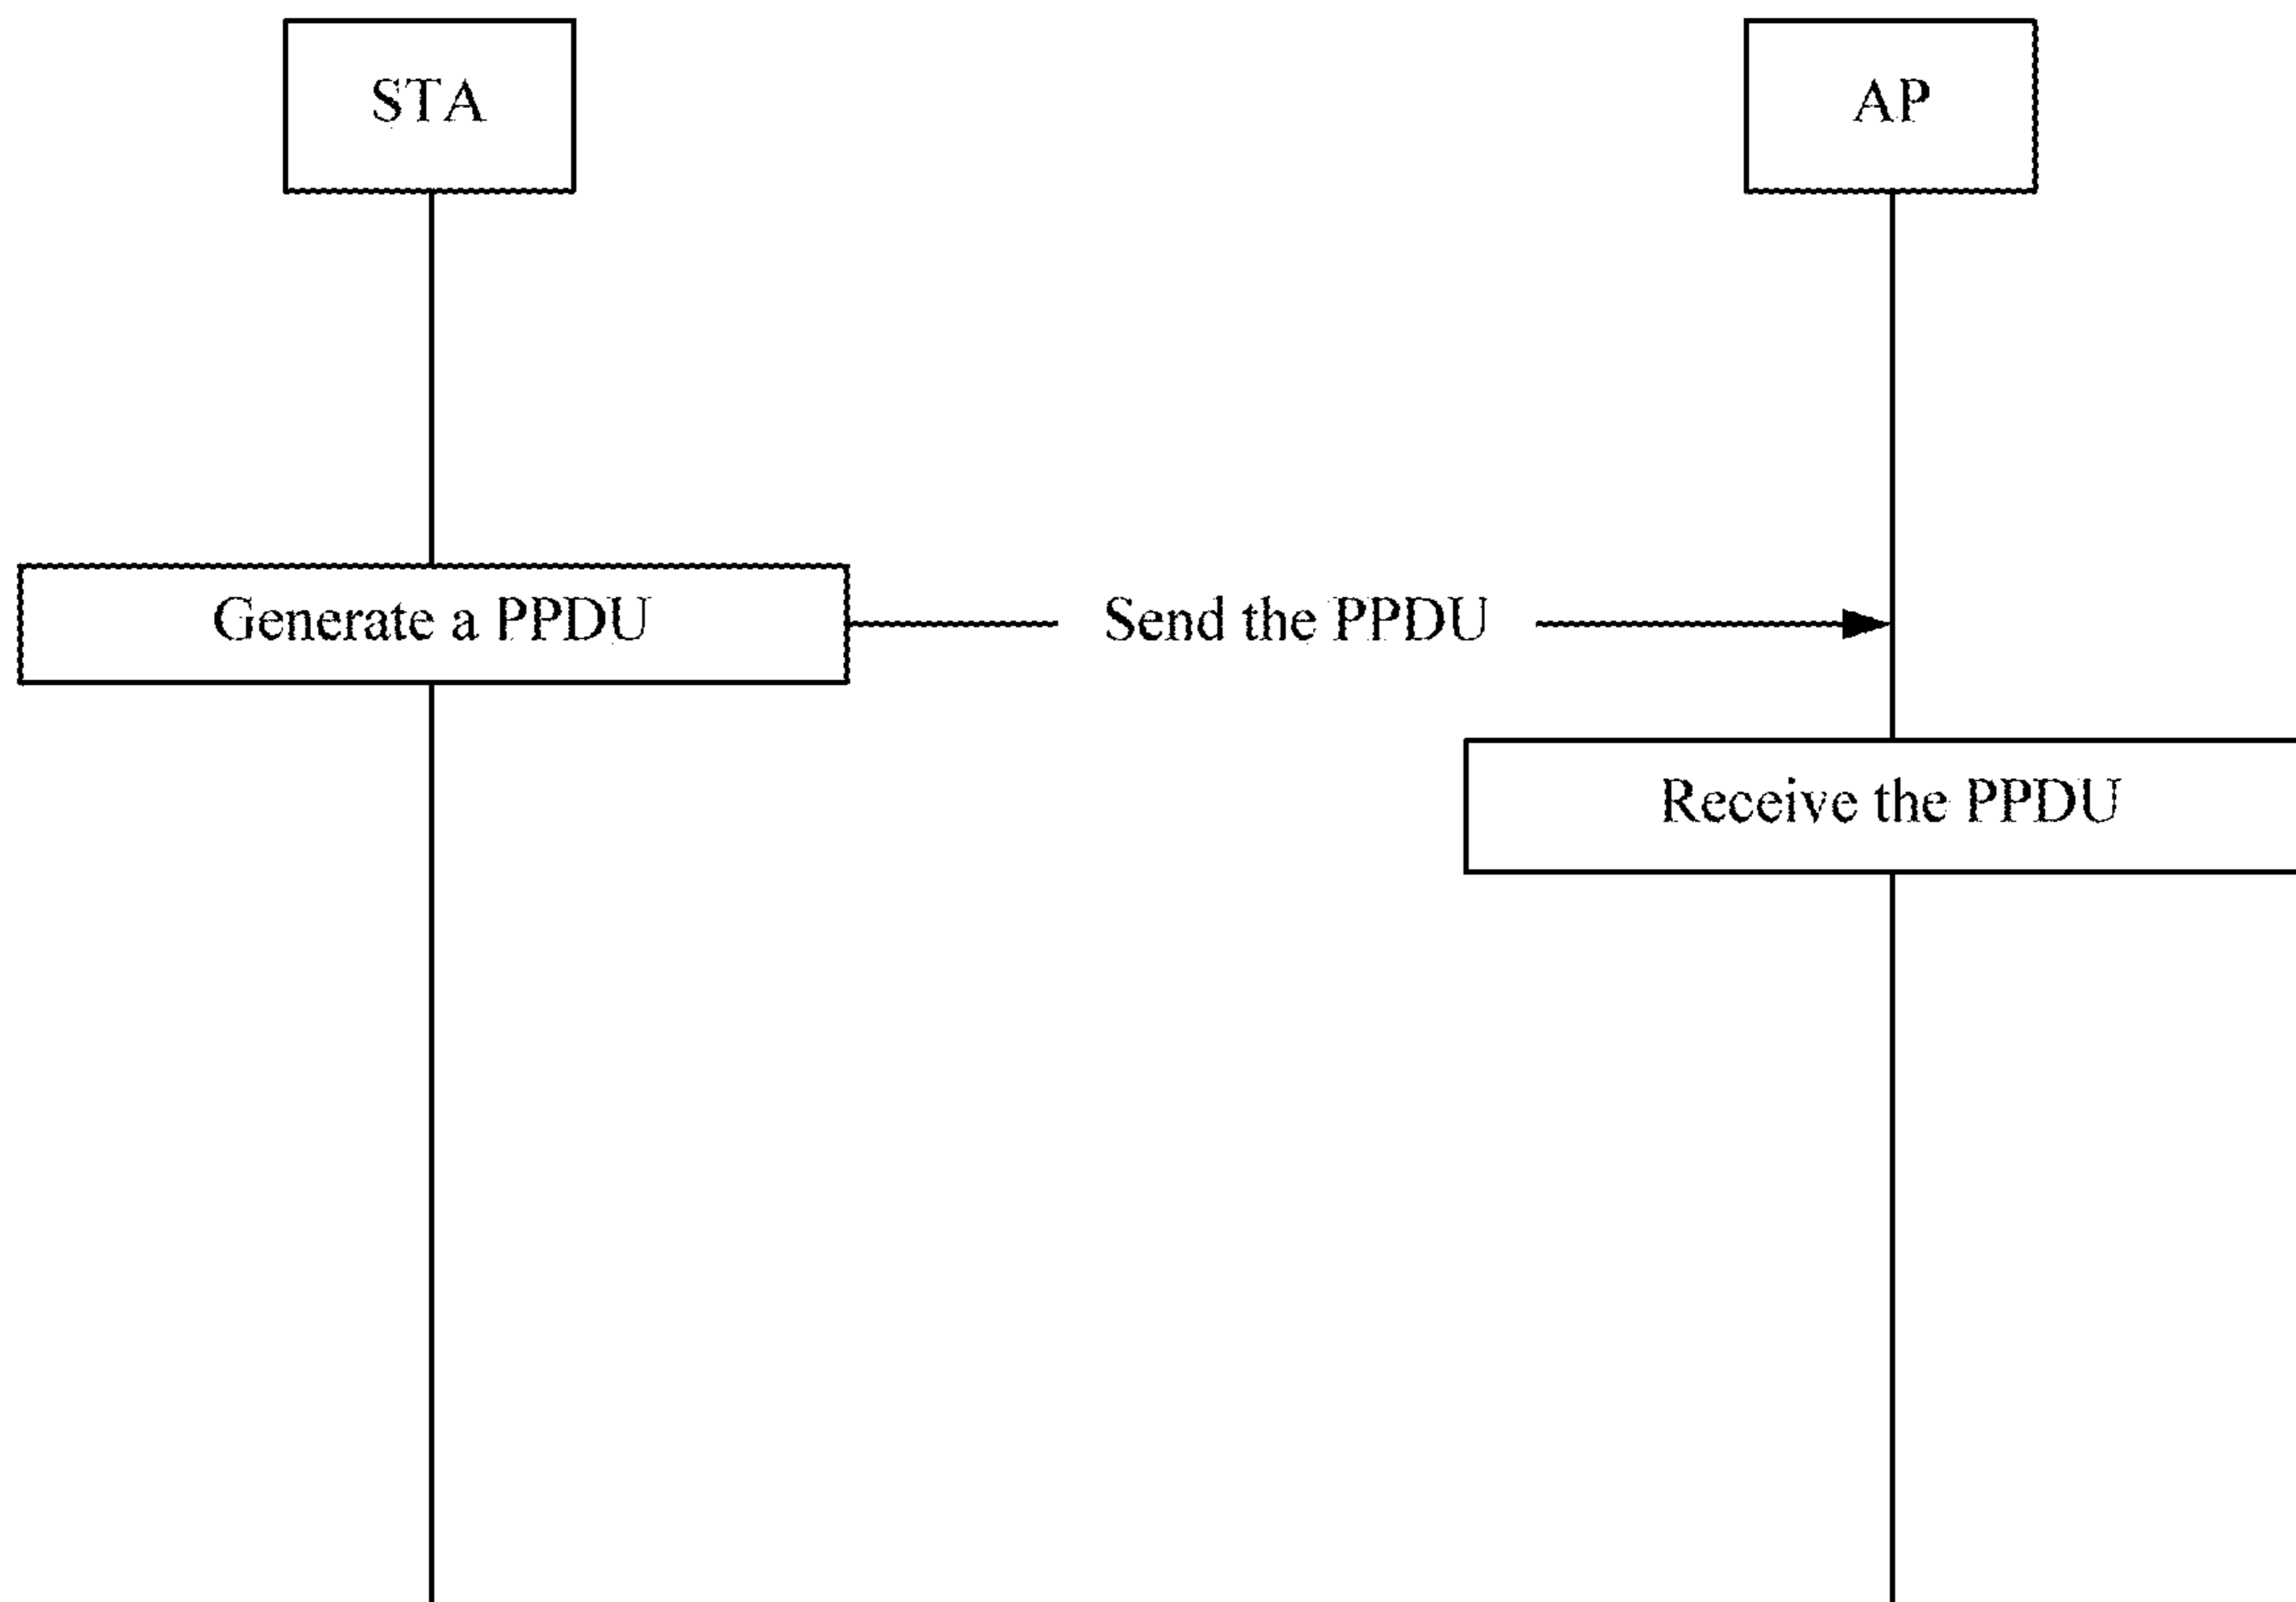 STA
AP
Generate a PPDU
Send the PPDU
Receive the PPDU